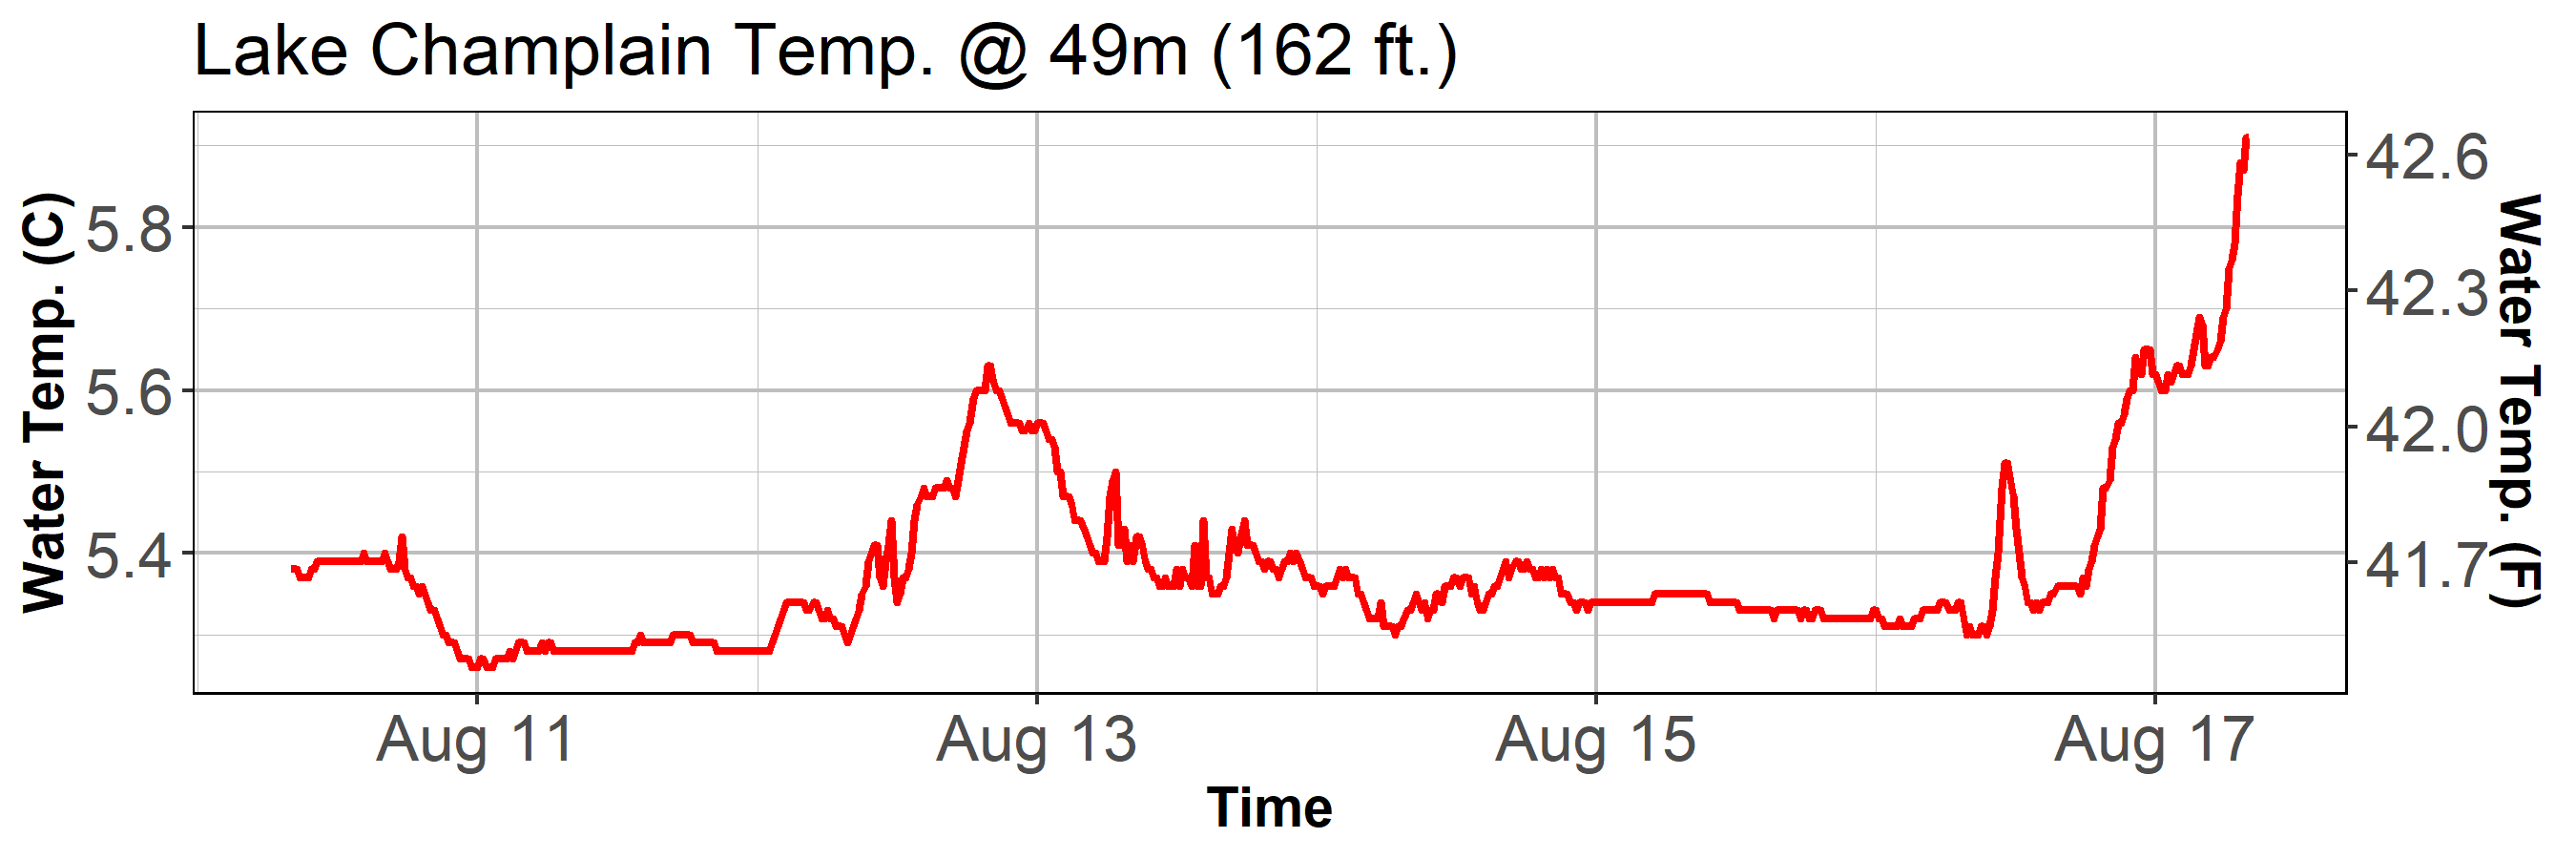 Lake Champlain Temp. @ 49m (162 ft.)
Water Temp. (C)
5.8
5.6
5.4
42.6
42.3
42.0
41.7
Water Temp. (F)
Aug 11 Aug 13 Aug 15 Aug 17
Time